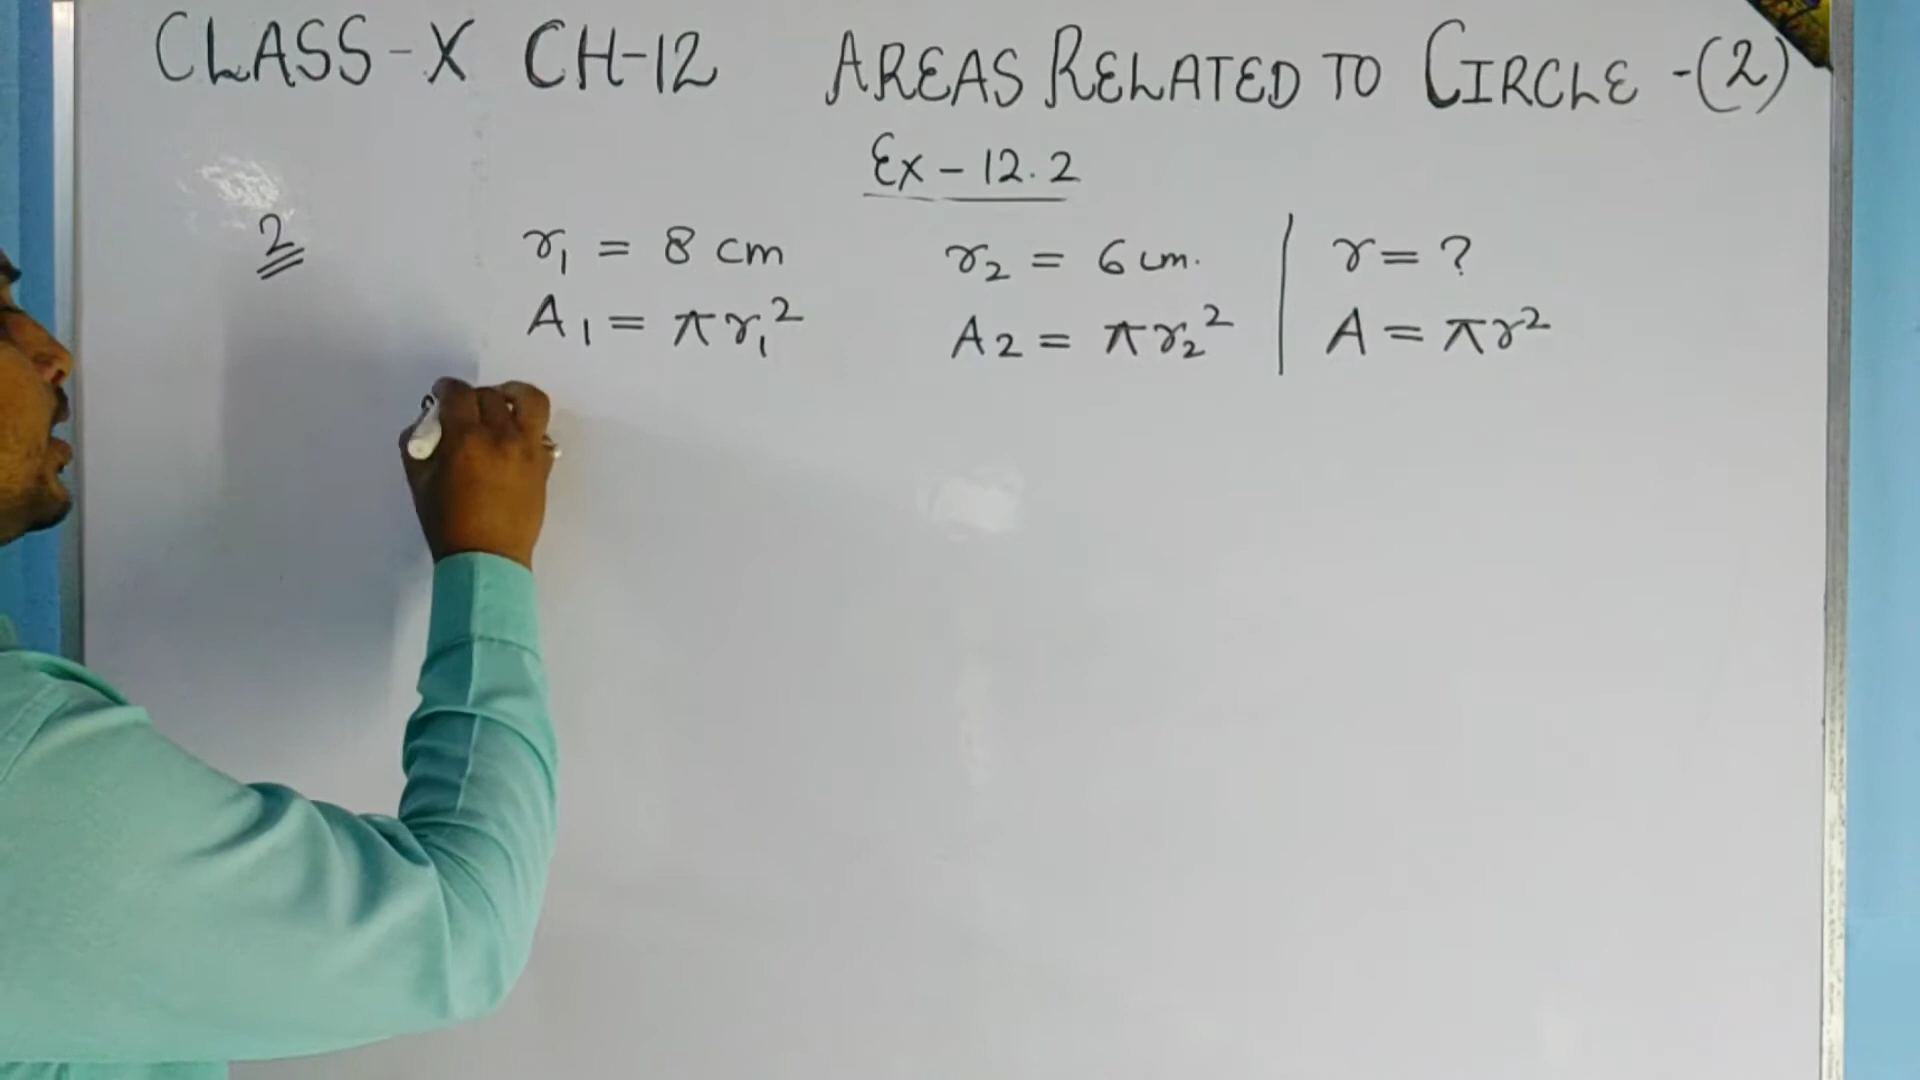 CLASS-X CH-12 AREAS RELATED TO CIRCLE -(2)
Ex - 12.2
2 r₁ = 8 cm r₂ = 6 cm. | r = ?
A₁ = πr₁² A₂ = πr₂² | A = πr²